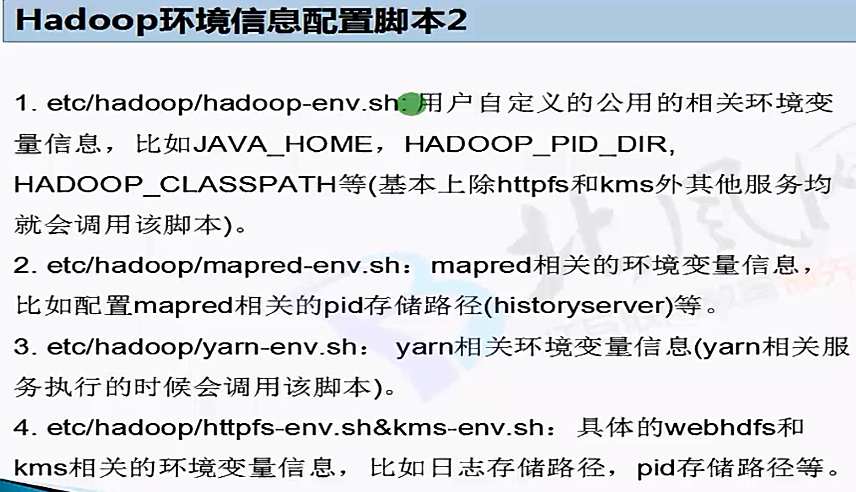 Hadoop环境信息配置脚本2
1. etc/hadoop/hadoop-env.sh: 用户自定义的公用的相关环境变
量信息，比如JAVA_HOME，HADOOP_PID_DIR,
HADOOP_CLASSPATH等(基本上除httpfs和kms外其他服务均
就会调用该脚本)。
2. etc/hadoop/mapred-env.sh：mapred相关的环境变量信息，
比如配置mapred相关的pid存储路径(historyserver)等。
3. etc/hadoop/yarn-env.sh： yarn相关环境变量信息(yarn相关服
务执行的时候会调用该脚本)。
4. etc/hadoop/httpfs-env.sh&kms-env.sh：具体的webhdfs和
kms相关的环境变量信息，比如日志存储路径，pid存储路径等。